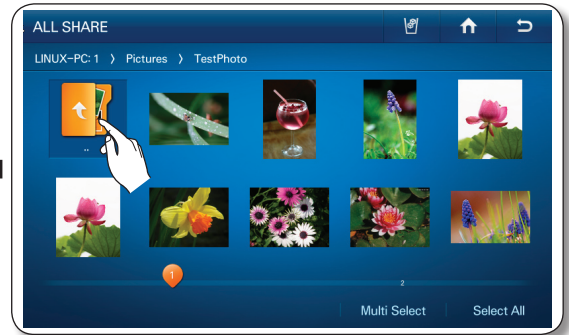 ALL SHARE
LINUX-PC: 1 > Pictures > TestPhoto
..
1
2
Multi Select
Select All